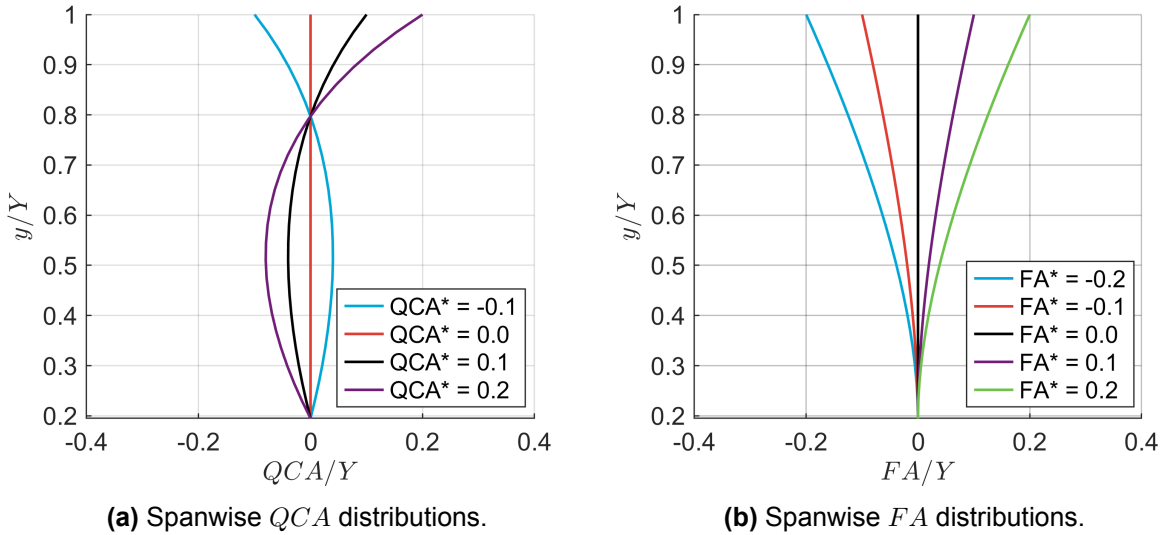 1
0.9
0.8
0.7
0.6
0.5
0.4
0.3
0.2
y/Y
-0.4 -0.2 0 0.2 0.4
QCA/Y
QCA* = -0.1
QCA* = 0.0
QCA* = 0.1
QCA* = 0.2
(a) Spanwise QCA distributions.
1
0.9
0.8
0.7
0.6
0.5
0.4
0.3
0.2
y/Y
-0.4 -0.2 0 0.2 0.4
FA/Y
FA* = -0.2
FA* = -0.1
FA* = 0.0
FA* = 0.1
FA* = 0.2
(b) Spanwise FA distributions.